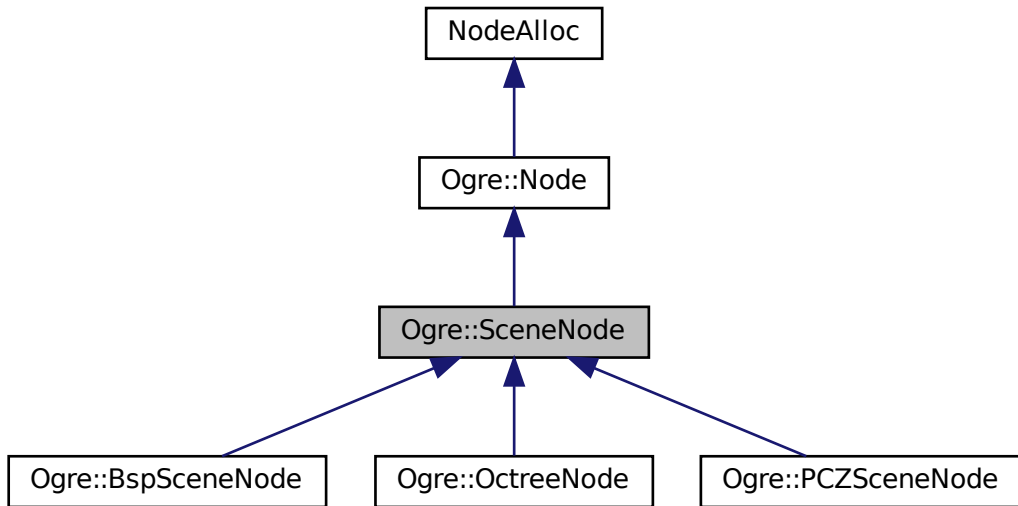 NodeAlloc
Ogre::Node
Ogre::SceneNode
Ogre::BspSceneNode
Ogre::OctreeNode
Ogre::PCZSceneNode